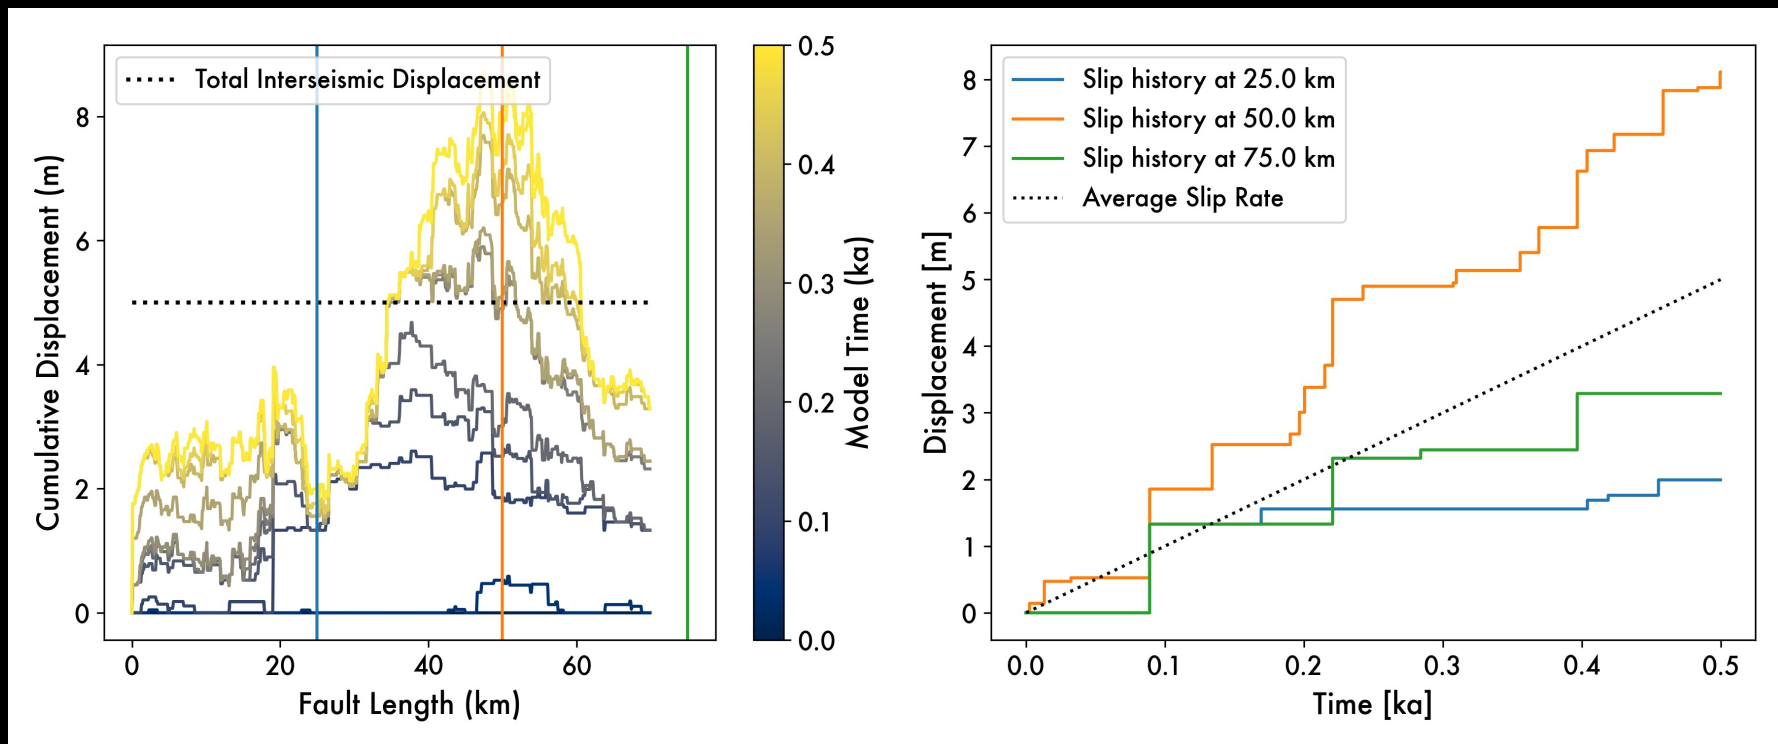 Total Interseismic Displacement
Cumulative Displacement (m)
8
6
4
2
0
0 20 40 60
Fault Length (km)
0.5
0.4
0.3
0.2
0.1
0.0
Model Time (ka)
Slip history at 25.0 km
Slip history at 50.0 km
Slip history at 75.0 km
Average Slip Rate
Displacement [m]
8
7
6
5
4
3
2
1
0
0.0 0.1 0.2 0.3 0.4 0.5
Time [ka]